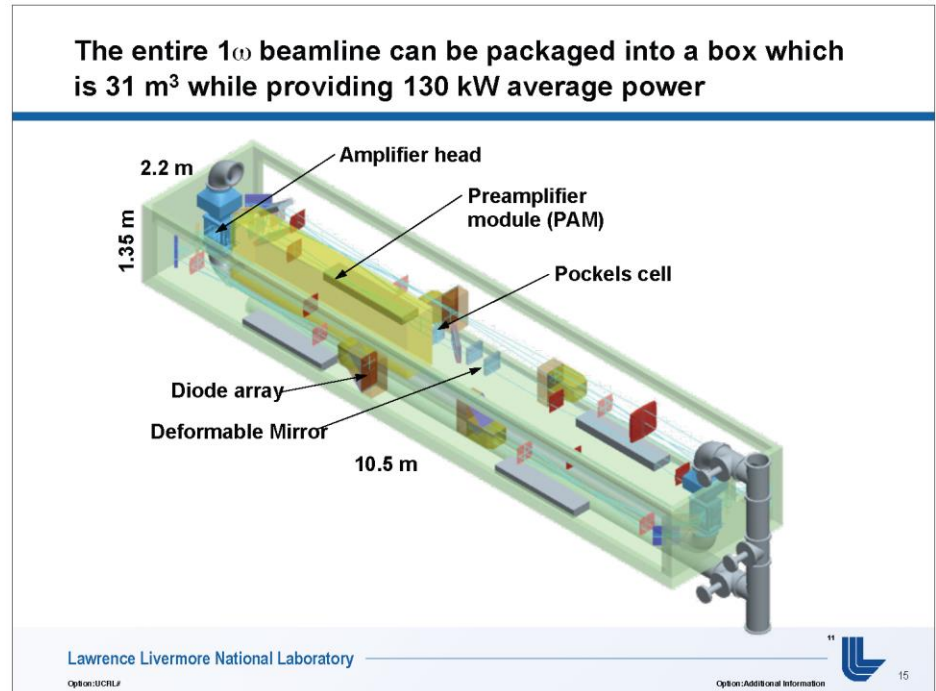 The entire 1ω beamline can be packaged into a box which
is 31 m³ while providing 130 kW average power
Amplifier head
2.2 m
Preamplifier
module (PAM)
1.35 m
Pockels cell
Diode array
Deformable Mirror
10.5 m
11
Lawrence Livermore National Laboratory
15
Option:UCRL#
Option:Additional Information